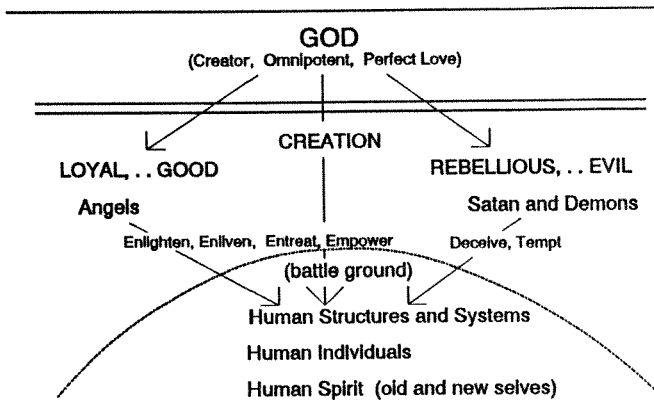 GOD
(Creator, Omnipotent, Perfect Love)
CREATION
LOYAL, . . GOOD
REBELLIOUS, . . EVIL
Angels
Satan and Demons
Enlighten, Enliven, Entreat, Empower
Deceive, Tempt
(battle ground)
Human Structures and Systems
Human Individuals
Human Spirit (old and new selves)